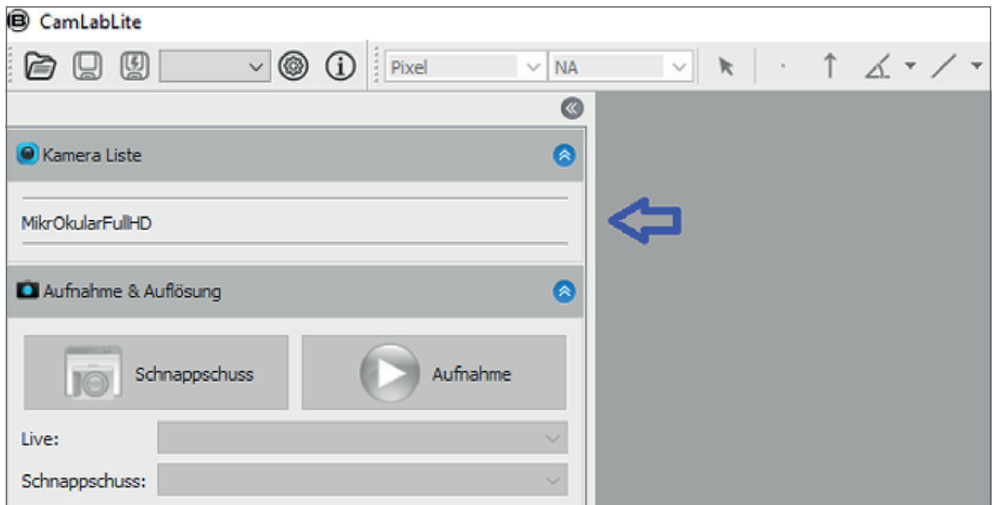 CamLabLite
Pixel NA
Kamera Liste
MikrOkularFullHD
Aufnahme & Auflösung
Schnappschuss Aufnahme
Live:
Schnappschuss: